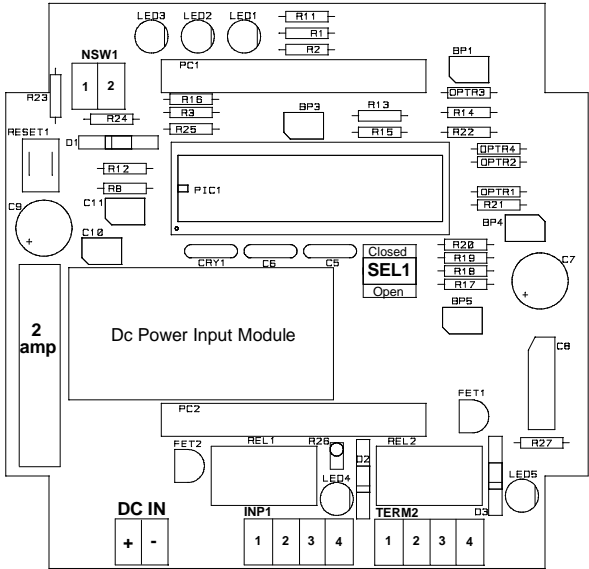 LED3 LED2 LED1 R11
R1
R2
NSW1
1 2
PC1
BP1
R23
R16
R3
R25
R24
BP3
R13
R15
OPTR3
R14
R22
RESET1
D1
R12
R8
PIC1
OPTR4
OPTR2
OPTR1
R21
C9
C11
C10
BP4
+
CRY1 C6 C5
Closed
SEL1
Open
R20
R19
R18
R17
C7
+
BP5
2
amp
Dc Power Input Module
C8
PC2
FET1
FET2
REL1
R26
REL2
R27
D2
LED4
LED5
D3
DC IN
+ -
INP1
1 2 3 4
TERM2
1 2 3 4